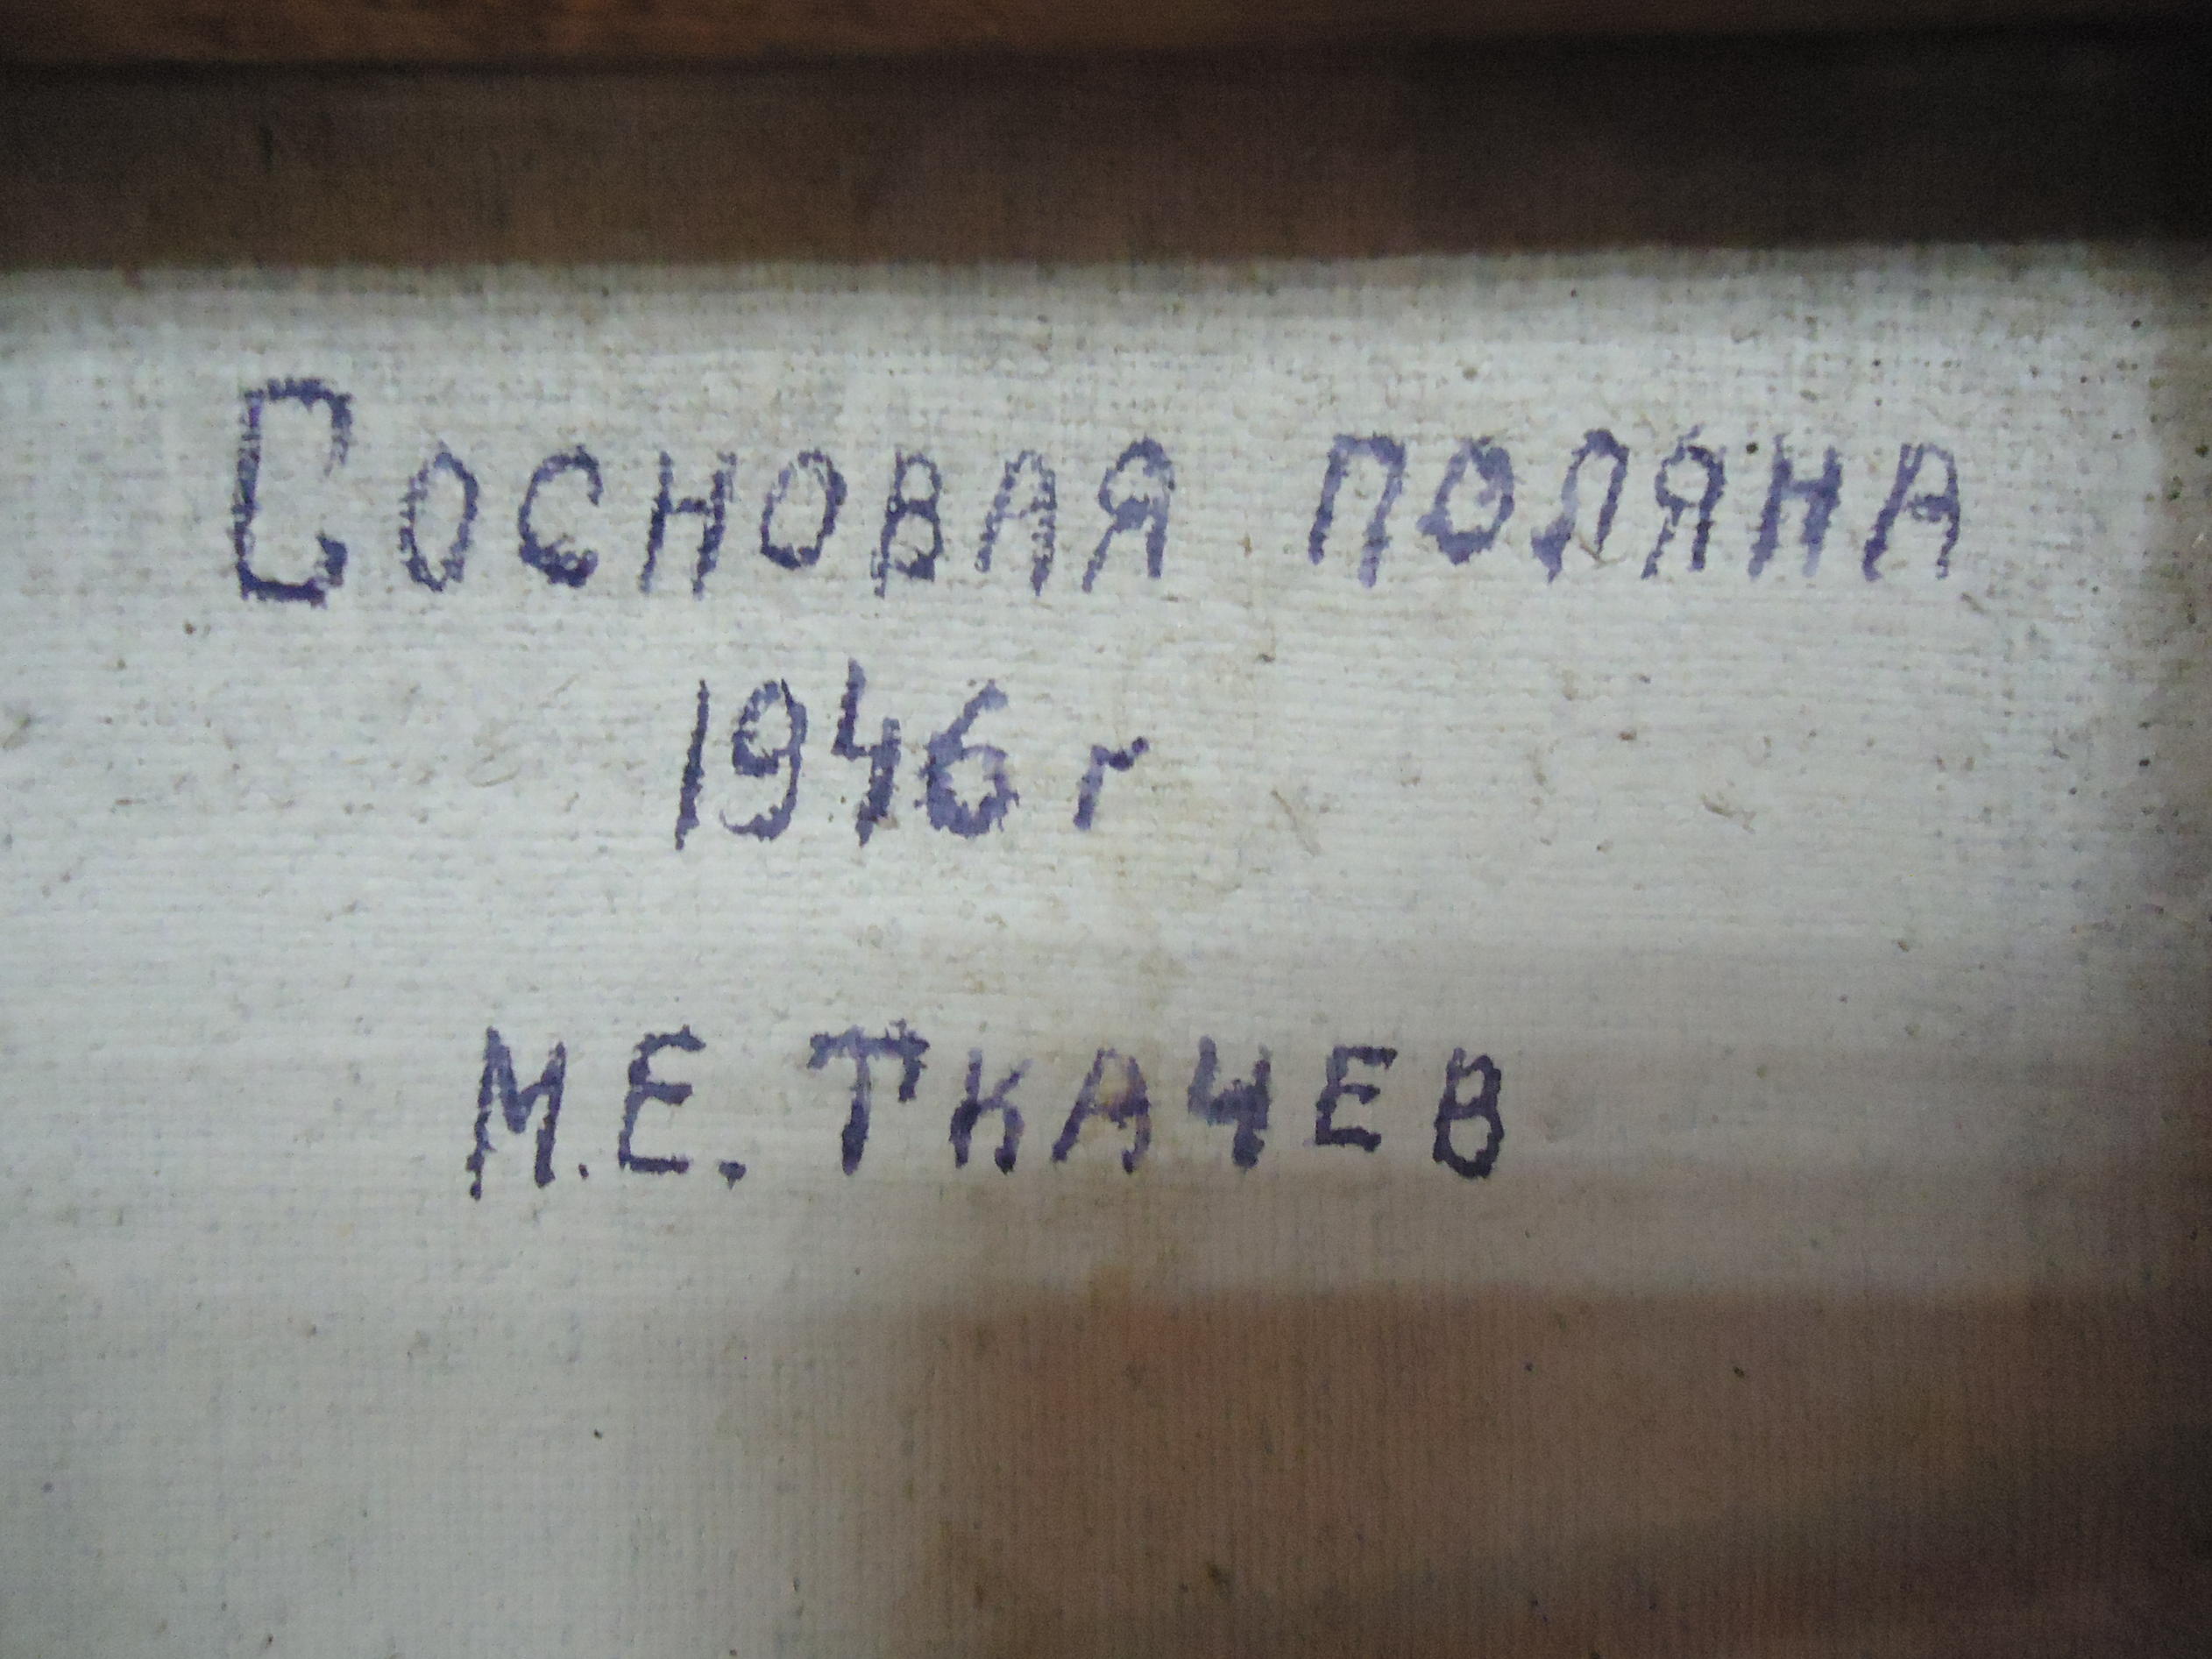 Сосновая поляна
1946 г
М.Е. Ткачев